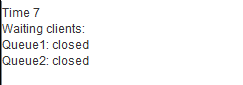 Time 7
Waiting clients:
Queue1: closed
Queue2: closed